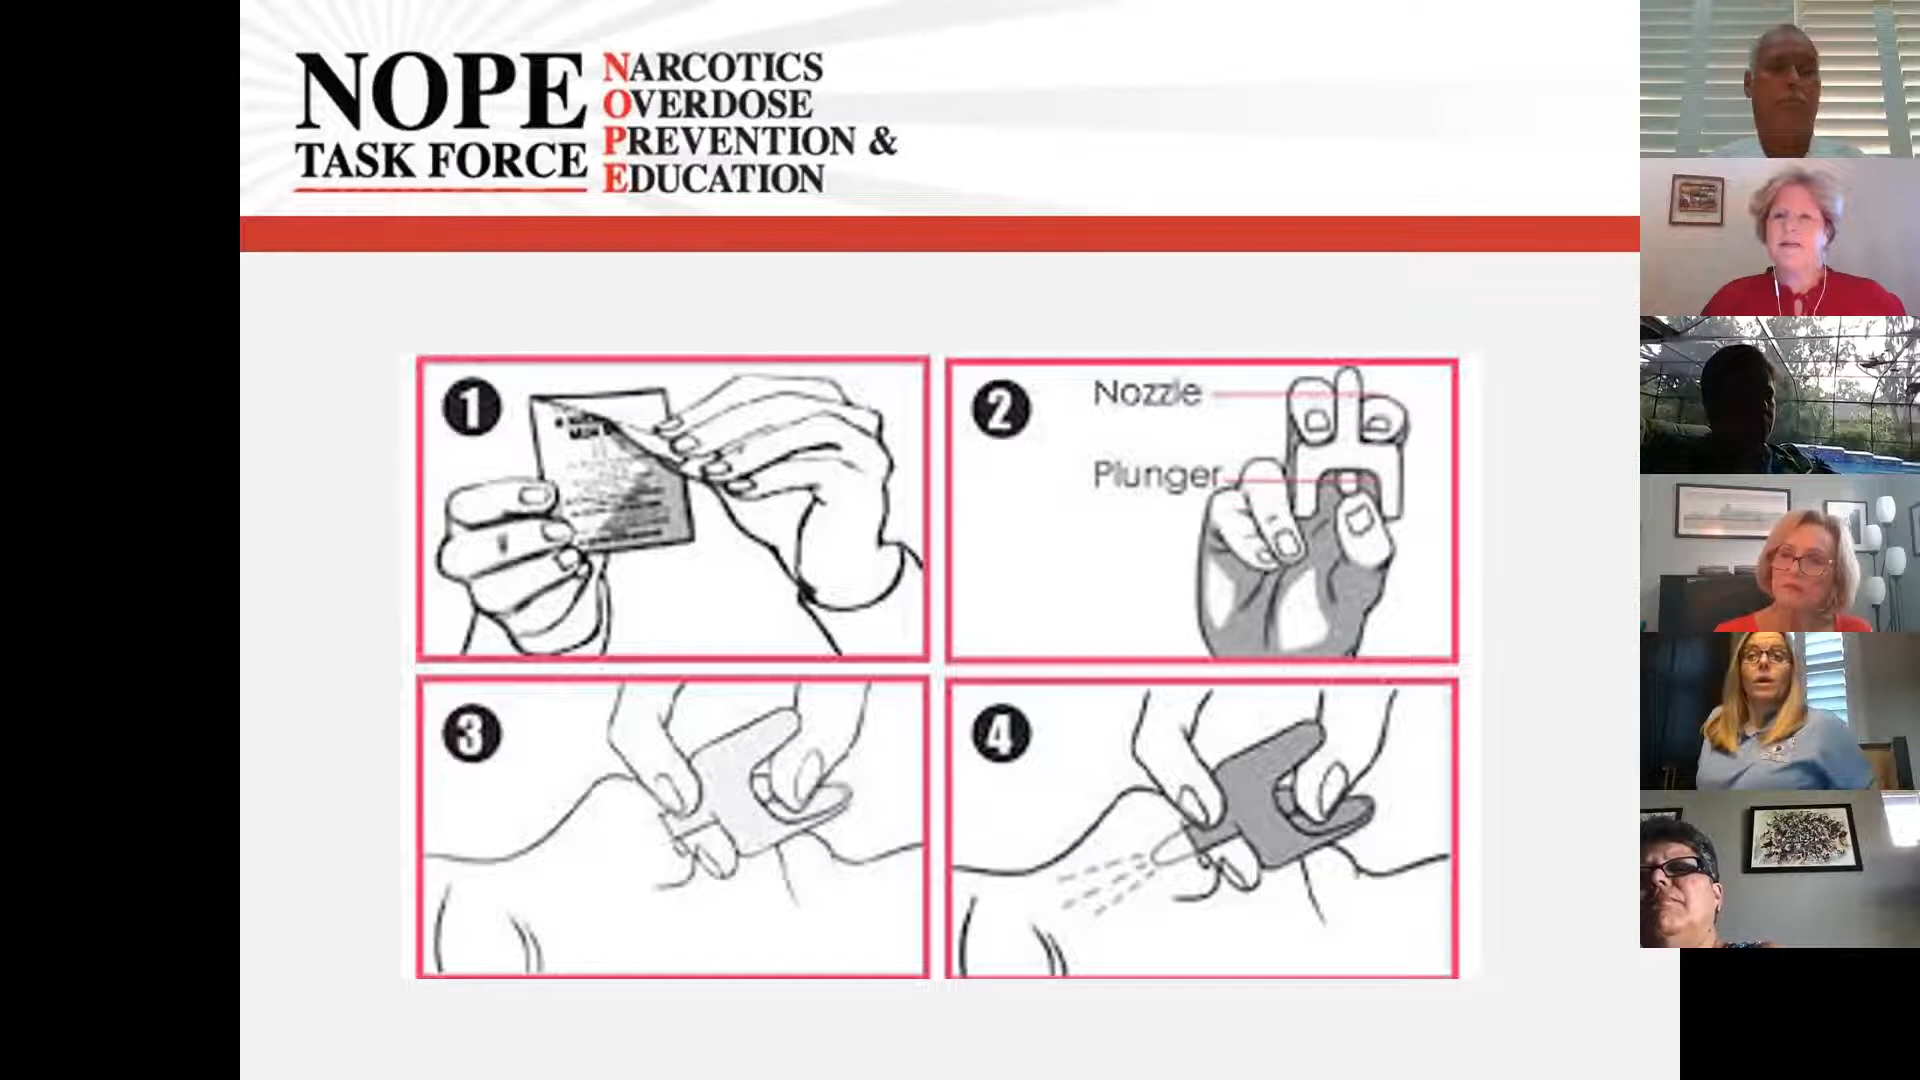 NOPE
TASK FORCE
NARCOTICS
OVERDOSE
PREVENTION &
EDUCATION
1
2
Nozzle
Plunger
3
4